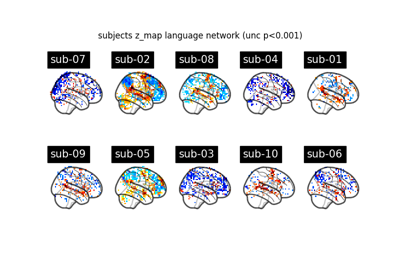 subjects z_map language network (unc p<0.001)
sub-07 sub-02 sub-08 sub-04 sub-01
sub-09 sub-05 sub-03 sub-10 sub-06